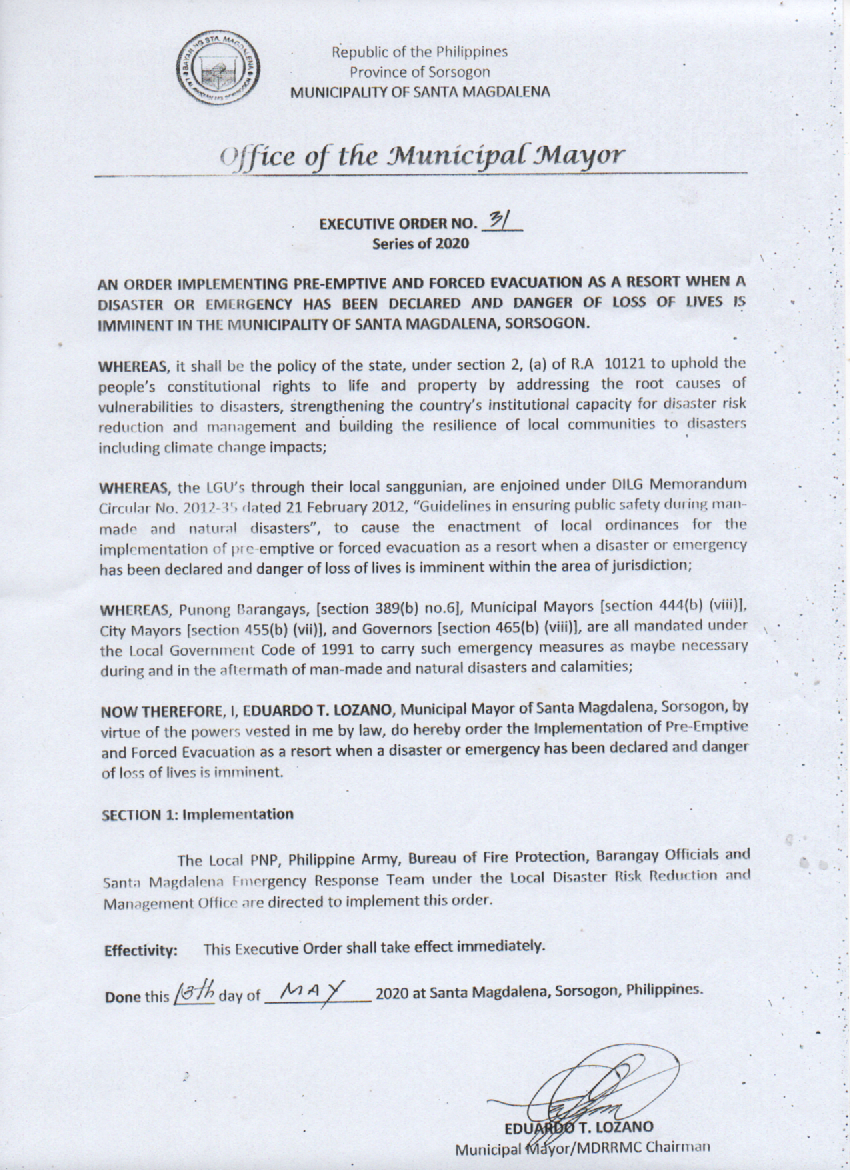 Republic of the Philippines
Province of Sorsogon
MUNICIPALITY OF SANTA MAGDALENA
Office of the Municipal Mayor
EXECUTIVE ORDER NO. 31
Series of 2020
AN ORDER IMPLEMENTING PRE-EMPTIVE AND FORCED EVACUATION AS A RESORT WHEN A
DISASTER OR EMERGENCY HAS BEEN DECLARED AND DANGER OF LOSS OF LIVES IS
IMMINENT IN THE MUNICIPALITY OF SANTA MAGDALENA, SORSOGON.
WHEREAS, it shall be the policy of the state, under section 2, (a) of R.A 10121 to uphold the
people's constitutional rights to life and property by addressing the root causes of
vulnerabilities to disasters, strengthening the country's institutional capacity for disaster risk
reduction and management and building the resilience of local communities to disasters
including climate change impacts;
WHEREAS, the LGU's through their local sanggunian, are enjoined under DILG Memorandum
Circular No. 2012-35 dated 21 February 2012, "Guidelines in ensuring public safety during man-
made and natural disasters", to cause the enactment of local ordinances for the
implementation of pre-emptive or forced evacuation as a resort when a disaster or emergency
has been declared and danger of loss of lives is imminent within the area of jurisdiction;
WHEREAS, Punong Barangays, [section 389(b) no.6], Municipal Mayors [section 444(b) (viii)],
City Mayors [section 455(b) (vii)], and Governors [section 465(b) (viii)], are all mandated under
the Local Government Code of 1991 to carry such emergency measures as maybe necessary
during and in the aftermath of man-made and natural disasters and calamities;
NOW THEREFORE, I, EDUARDO T. LOZANO, Municipal Mayor of Santa Magdalena, Sorsogon, by
virtue of the powers vested in me by law, do hereby order the Implementation of Pre-Emptive
and Forced Evacuation as a resort when a disaster or emergency has been declared and danger
of loss of lives is imminent.
SECTION 1: Implementation
The Local PNP, Philippine Army, Bureau of Fire Protection, Barangay Officials and
Santa Magdalena Emergency Response Team under the Local Disaster Risk Reduction and
Management Office are directed to implement this order.
Effectivity: This Executive Order shall take effect immediately.
Done this 13th day of MAY 2020 at Santa Magdalena, Sorsogon, Philippines.
EDUARDO T. LOZANO
Municipal Mayor/MDRRMC Chairman